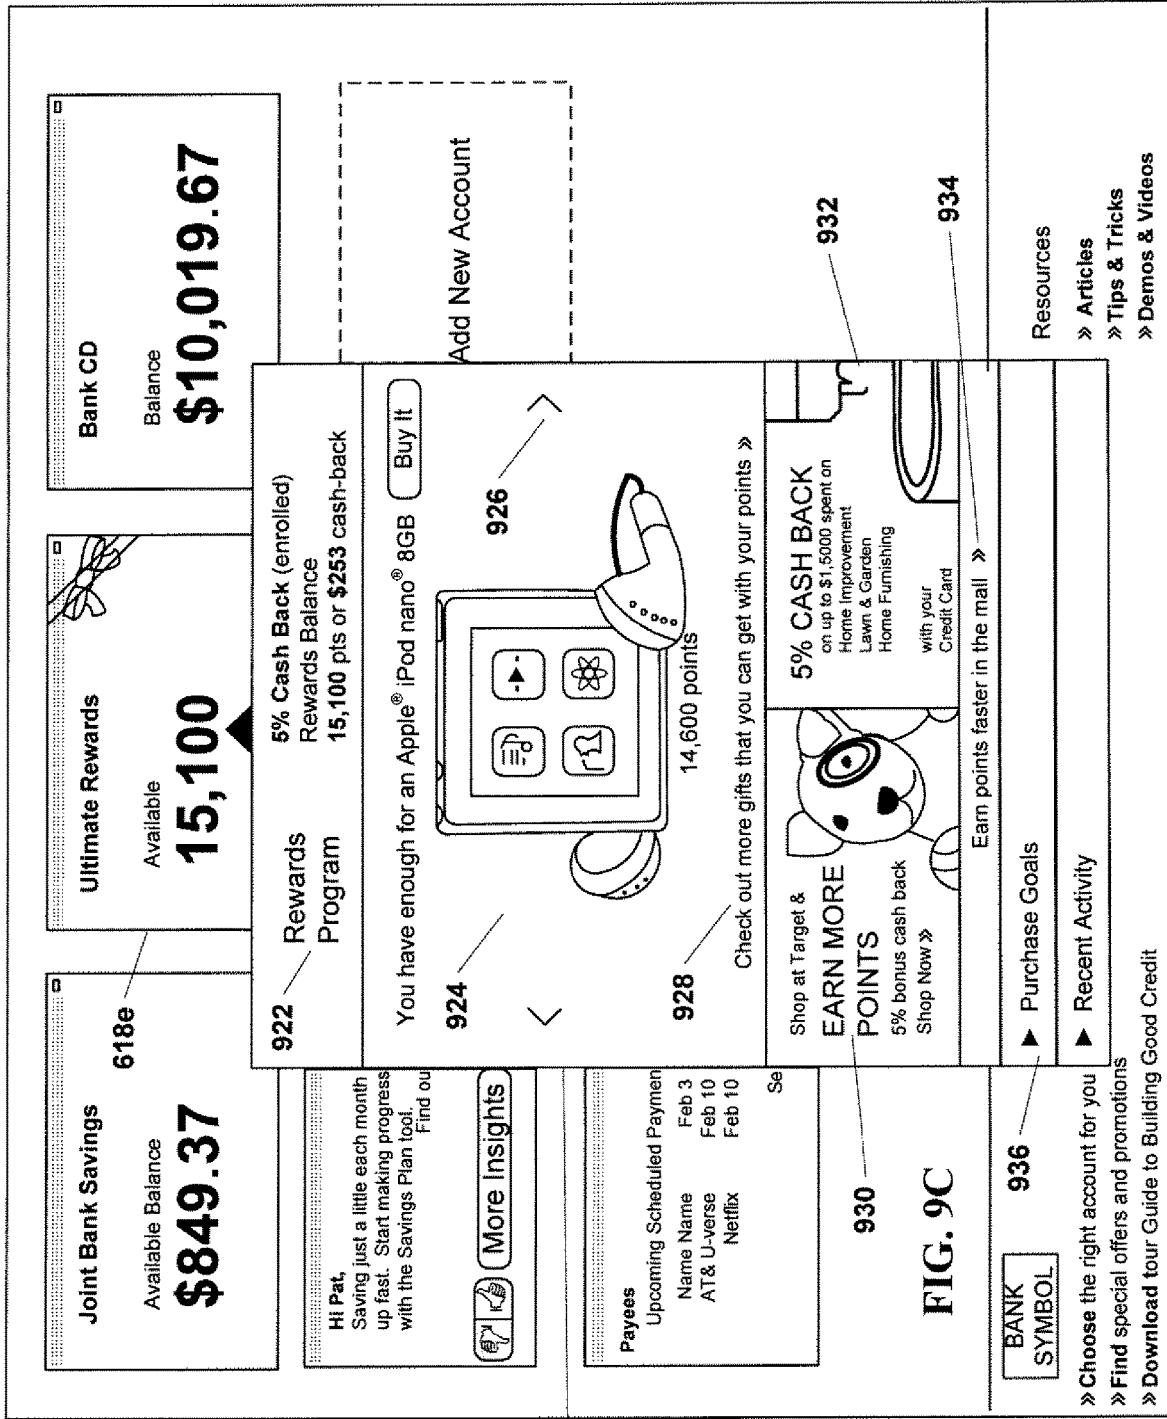 Joint Bank Savings
Available Balance
$849.37
618e
Ultimate Rewards
Available
15,100
Bank CD
Balance
$10,019.67
Hi Pat,
Saving just a little each month
up fast. Start making progress
with the Savings Plan tool.
Find ou
More Insights
922
Rewards
Program
5% Cash Back (enrolled)
Rewards Balance
15,100 pts or $253 cash-back
You have enough for an Apple® iPod nano® 8GB
Buy It
924
926
14,600 points
928
Check out more gifts that you can get with your points »
Add New Account
Payees
Upcoming Scheduled Paymen
Name Name Feb 3
AT& U-verse Feb 10
Netflix Feb 10
Se
930
Shop at Target &
EARN MORE
POINTS
5% bonus cash back
Shop Now »
5% CASH BACK
on up to $1,5000 spent on
Home Improvement
Lawn & Garden
Home Furnishing
with your
Credit Card
932
Earn points faster in the mall »
934
FIG. 9C
936
▶ Purchase Goals
▶ Recent Activity
BANK
SYMBOL
» Choose the right account for you
» Find special offers and promotions
» Download tour Guide to Building Good Credit
Resources
» Articles
» Tips & Tricks
» Demos & Videos